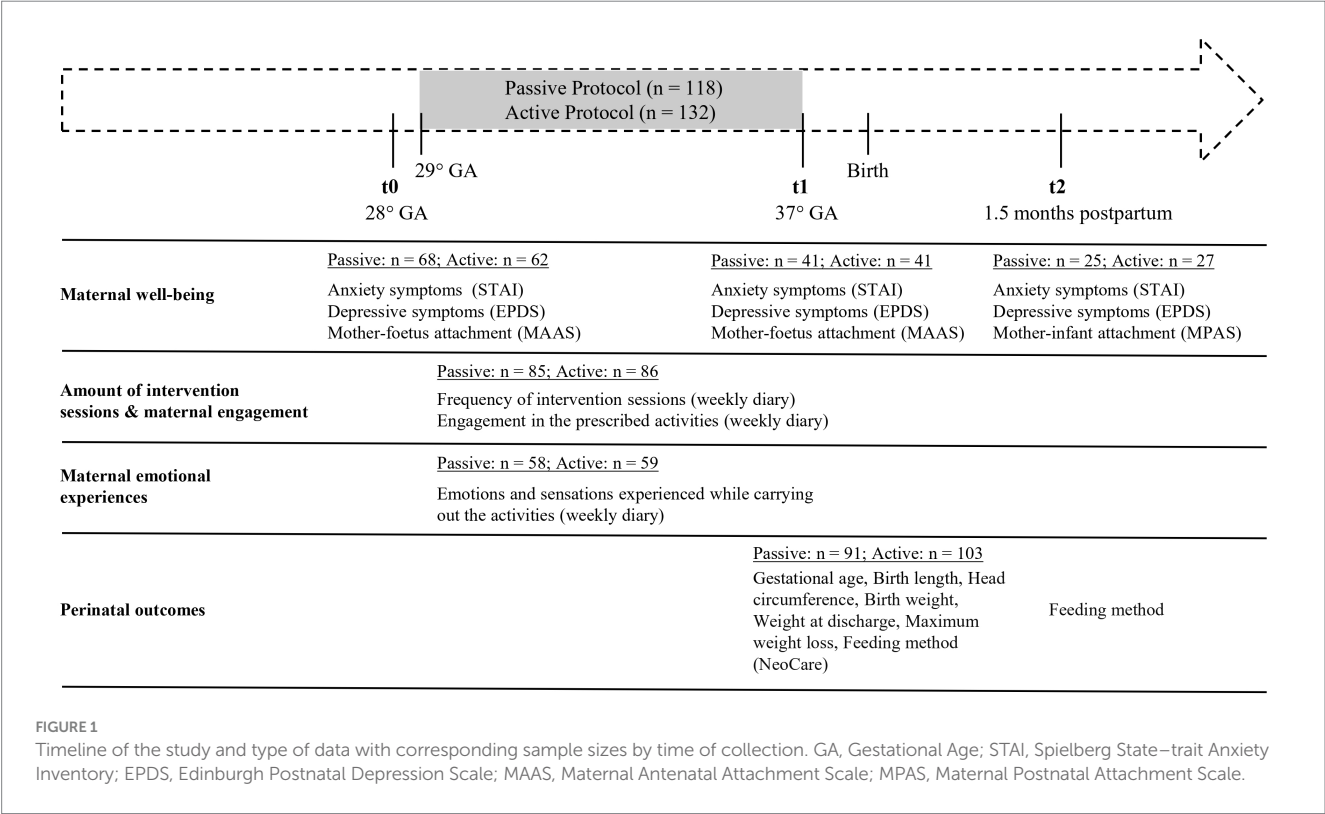 Passive Protocol (n = 118)
Active Protocol (n = 132)
29° GA
Birth
t0
t1
t2
28° GA
37° GA
1.5 months postpartum
Maternal well-being
Passive: n = 68; Active: n = 62
Anxiety symptoms (STAI)
Depressive symptoms (EPDS)
Mother-foetus attachment (MAAS)
Passive: n = 41; Active: n = 41
Anxiety symptoms (STAI)
Depressive symptoms (EPDS)
Mother-foetus attachment (MAAS)
Passive: n = 25; Active: n = 27
Anxiety symptoms (STAI)
Depressive symptoms (EPDS)
Mother-infant attachment (MPAS)
Amount of intervention
sessions & maternal engagement
Passive: n = 85; Active: n = 86
Frequency of intervention sessions (weekly diary)
Engagement in the prescribed activities (weekly diary)
Maternal emotional
experiences
Passive: n = 58; Active: n = 59
Emotions and sensations experienced while carrying
out the activities (weekly diary)
Perinatal outcomes
Passive: n = 91; Active: n = 103
Gestational age, Birth length, Head
circumference, Birth weight,
Weight at discharge, Maximum
weight loss, Feeding method
(NeoCare)
Feeding method
FIGURE 1
Timeline of the study and type of data with corresponding sample sizes by time of collection. GA, Gestational Age; STAI, Spielberg State–trait Anxiety
Inventory; EPDS, Edinburgh Postnatal Depression Scale; MAAS, Maternal Antenatal Attachment Scale; MPAS, Maternal Postnatal Attachment Scale.